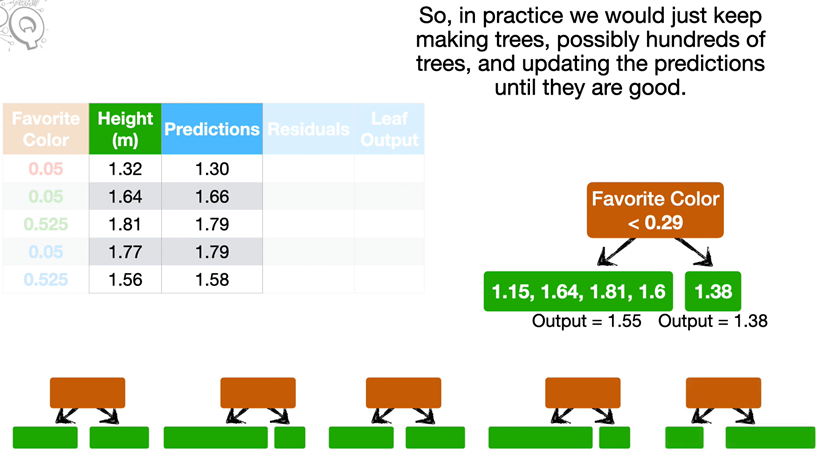 So, in practice we would just keep
making trees, possibly hundreds of
trees, and updating the predictions
until they are good.
Favorite Color Height (m) Predictions Residuals Leaf Output
0.05 1.32 1.30
0.05 1.64 1.66
0.525 1.81 1.79
0.05 1.77 1.79
0.525 1.56 1.58
Favorite Color
< 0.29
1.15, 1.64, 1.81, 1.6 1.38
Output = 1.55 Output = 1.38